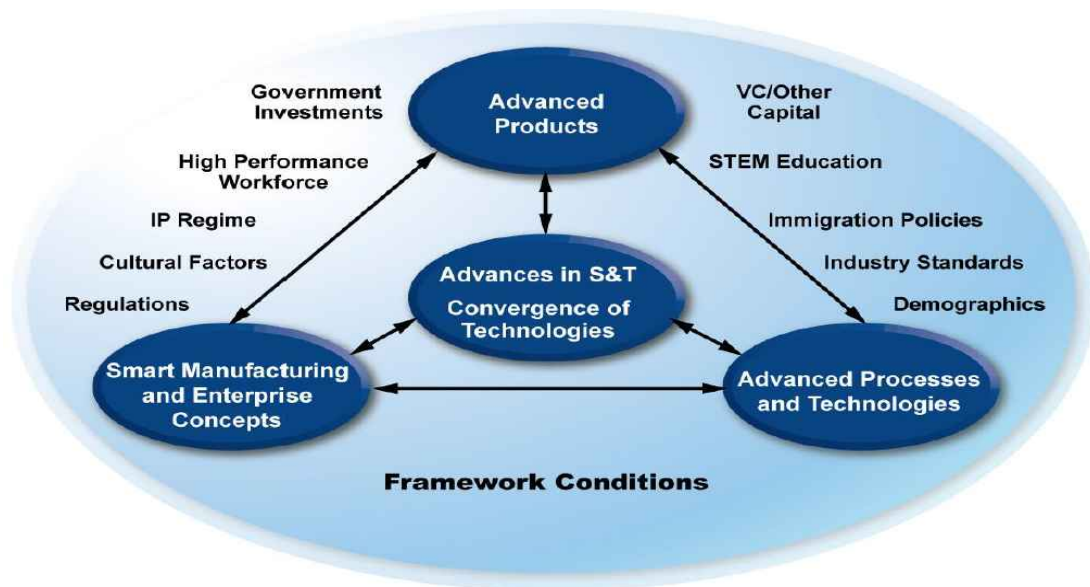 Government
Investments
Advanced
Products
VC/Other
Capital
High Performance
Workforce
STEM Education
IP Regime
Immigration Policies
Cultural Factors
Advances in S&T
Convergence of
Technologies
Industry Standards
Regulations
Demographics
Smart Manufacturing
and Enterprise
Concepts
Advanced Processes
and Technologies
Framework Conditions